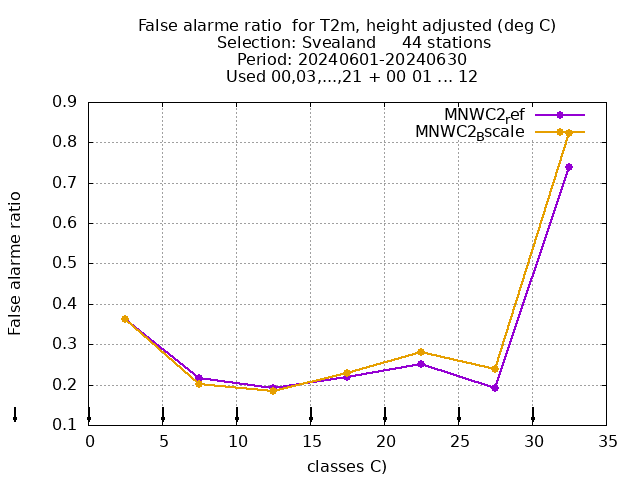 False alarme ratio  for T2m, height adjusted (deg C)
Selection: Svealand     44 stations
Period: 20240601-20240630
Used 00,03,...,21 + 00 01 ... 12
MNWC2ref
MNWC2Bscale
False alarme ratio
0.9
0.8
0.7
0.6
0.5
0.4
0.3
0.2
0.1
0 5 10 15 20 25 30 35
classes C)